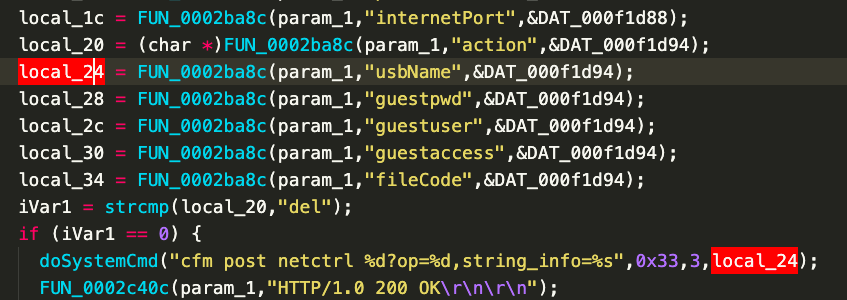 local_1c = FUN_0002ba8c(param_1,"internetPort",&DAT_000f1d88);
local_20 = (char *)FUN_0002ba8c(param_1,"action",&DAT_000f1d94);
local_24 = FUN_0002ba8c(param_1,"usbName",&DAT_000f1d94);
local_28 = FUN_0002ba8c(param_1,"guestpwd",&DAT_000f1d94);
local_2c = FUN_0002ba8c(param_1,"guestuser",&DAT_000f1d94);
local_30 = FUN_0002ba8c(param_1,"guestaccess",&DAT_000f1d94);
local_34 = FUN_0002ba8c(param_1,"fileCode",&DAT_000f1d94);
iVar1 = strcmp(local_20,"del");
if (iVar1 == 0) {
  doSystemCmd("cfm post netctrl %d?op=%d,string_info=%s",0x33,3,local_24);
  FUN_0002c40c(param_1,"HTTP/1.0 200 OK\r\n\r\n");